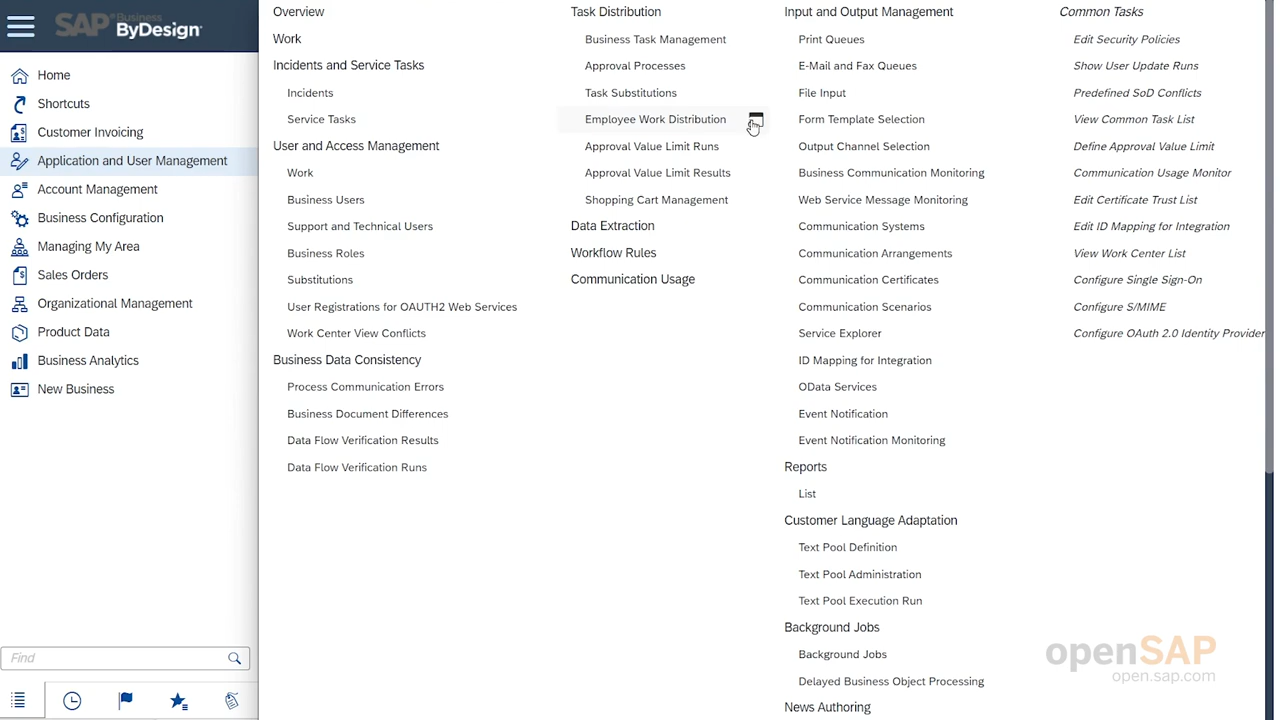 SAP Business ByDesign
Home
Shortcuts
Customer Invoicing
Application and User Management
Account Management
Business Configuration
Managing My Area
Sales Orders
Organizational Management
Product Data
Business Analytics
New Business
Find
Overview
Work
Incidents and Service Tasks
Incidents
Service Tasks
User and Access Management
Work
Business Users
Support and Technical Users
Business Roles
Substitutions
User Registrations for OAUTH2 Web Services
Work Center View Conflicts
Business Data Consistency
Process Communication Errors
Business Document Differences
Data Flow Verification Results
Data Flow Verification Runs
Task Distribution
Business Task Management
Approval Processes
Task Substitutions
Employee Work Distribution
Approval Value Limit Runs
Approval Value Limit Results
Shopping Cart Management
Data Extraction
Workflow Rules
Communication Usage
Input and Output Management
Print Queues
E-Mail and Fax Queues
File Input
Form Template Selection
Output Channel Selection
Business Communication Monitoring
Web Service Message Monitoring
Communication Systems
Communication Arrangements
Communication Certificates
Communication Scenarios
Service Explorer
ID Mapping for Integration
OData Services
Event Notification
Event Notification Monitoring
Reports
List
Customer Language Adaptation
Text Pool Definition
Text Pool Administration
Text Pool Execution Run
Background Jobs
Background Jobs
Delayed Business Object Processing
News Authoring
Common Tasks
Edit Security Policies
Show User Update Runs
Predefined SoD Conflicts
View Common Task List
Define Approval Value Limit
Communication Usage Monitor
Edit Certificate Trust List
Edit ID Mapping for Integration
View Work Center List
Configure Single Sign-On
Configure S/MIME
Configure OAuth 2.0 Identity Provider
openSAP
open.sap.com